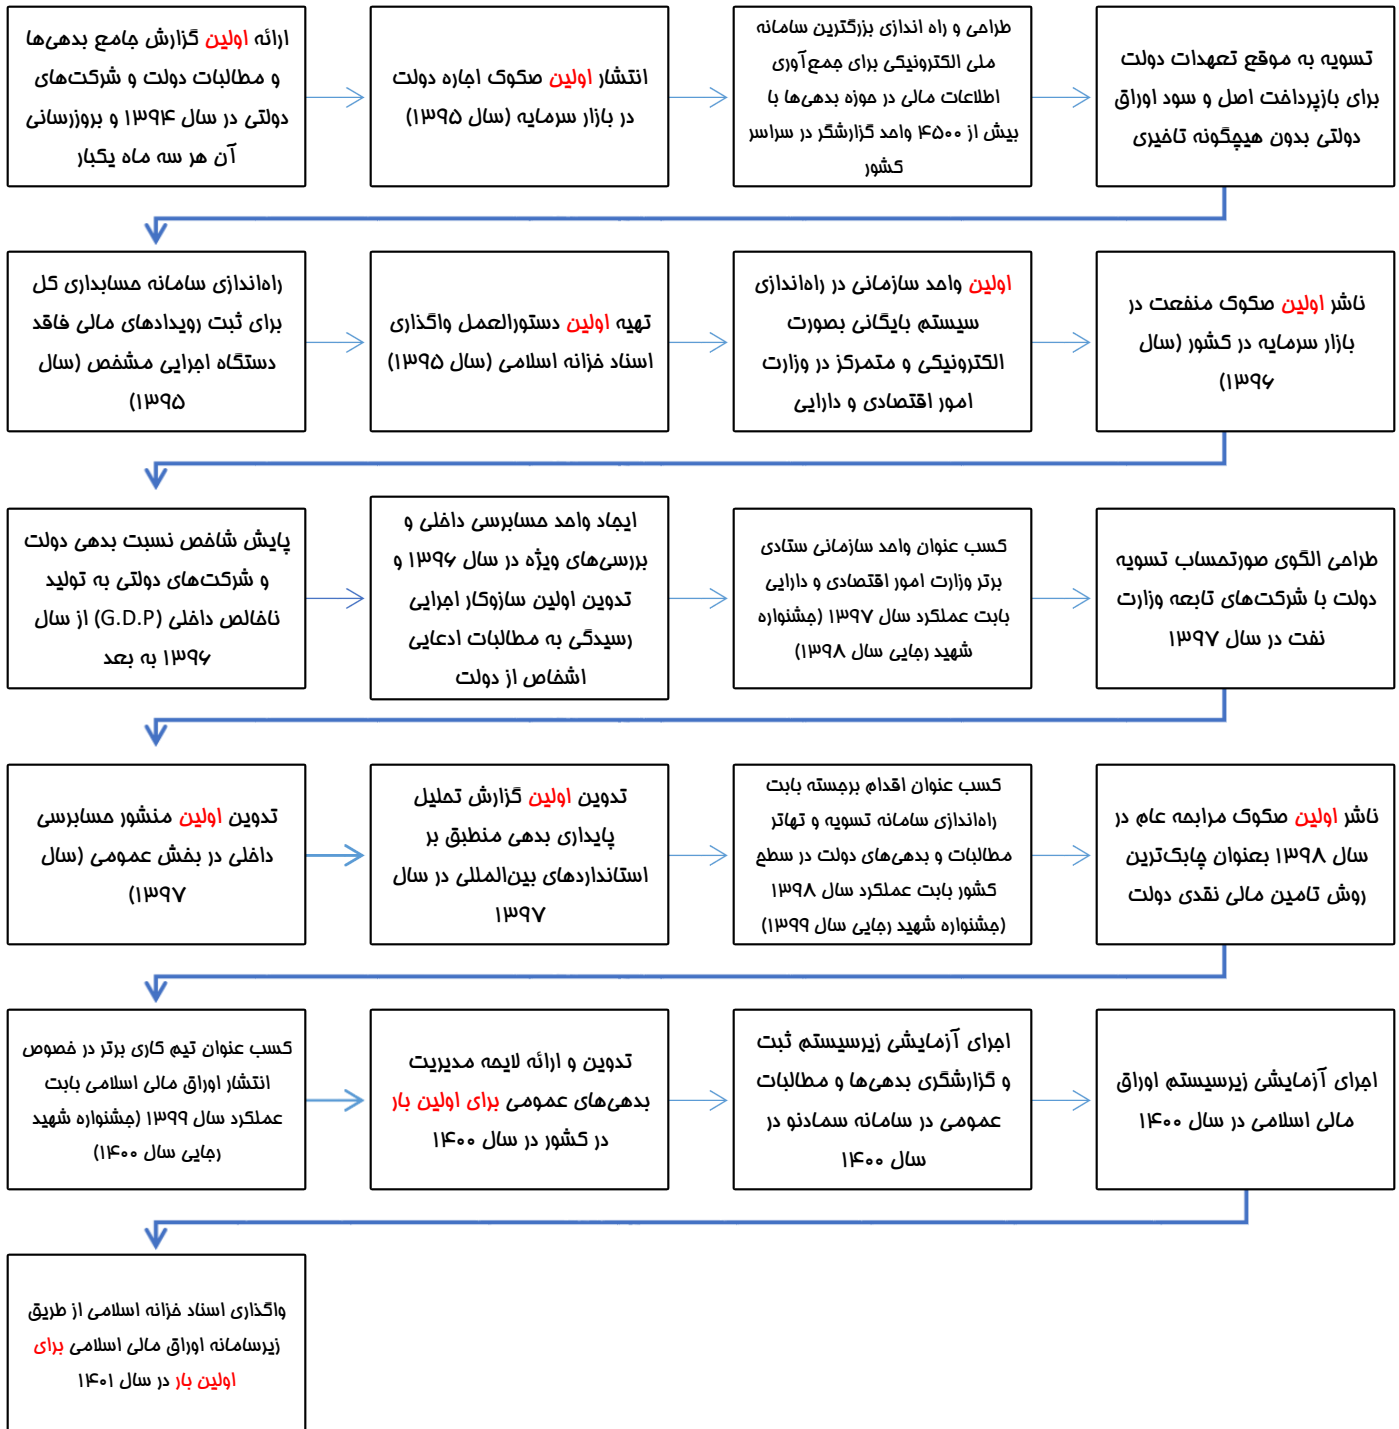 ارائه اولین گزارش جامع بدهی‌ها
و مطالبات دولت و شرکت‌های
دولتی در سال ۱۳۹۴ و بروزرسانی
آن هر سه ماه یکبار
انتشار اولین صکوک اجاره دولت
در بازار سرمایه (سال ۱۳۹۵)
طراحی و راه اندازی بزرگترین سامانه
ملی الکترونیکی برای جمع‌آوری
اطلاعات مالی در حوزه بدهی‌ها با
بیش از ۴۵۰۰ واحد گزارشگر در سراسر
کشور
تسویه به موقع تعهدات دولت
برای بازپرداخت اصل و سود اوراق
دولتی بدون هیچگونه تاخیری
راه‌اندازی سامانه حسابداری کل
برای ثبت رویدادهای مالی فاقد
دستگاه اجرایی مشخص (سال
۱۳۹۵)
تهیه اولین دستورالعمل واگذاری
اسناد خزانه اسلامی (سال ۱۳۹۵)
اولین واحد سازمانی در راه‌اندازی
سیستم بایگانی بصورت
الکترونیکی و متمرکز در وزارت
امور اقتصادی و دارایی
ناشر اولین صکوک منفعت در
بازار سرمایه در کشور (سال
۱۳۹۶)
پایش شاخص نسبت بدهی دولت
و شرکت‌های دولتی به تولید
ناخالص داخلی (G.D.P) از سال
۱۳۹۶ به بعد
ایجاد واحد حسابرسی داخلی و
بررسی‌های ویژه در سال ۱۳۹۶ و
تدوین اولین سازوکار اجرایی
رسیدگی به مطالبات ادعایی
اشخاص از دولت
کسب عنوان واحد سازمانی ستادی
برتر وزارت امور اقتصادی و دارایی
بابت عملکرد سال ۱۳۹۷ (جشنواره
شهید رجایی سال ۱۳۹۸)
طراحی الگوی صورتحساب تسویه
دولت با شرکت‌های تابعه وزارت
نفت در سال ۱۳۹۷
تدوین اولین منشور حسابرسی
داخلی در بخش عمومی (سال
۱۳۹۷)
تدوین اولین گزارش تحلیل
پایداری بدهی منطبق بر
استانداردهای بین‌المللی در سال
۱۳۹۷
کسب عنوان اقدام برجسته بابت
راه‌اندازی سامانه تسویه و تهاتر
مطالبات و بدهی‌های دولت در سطح
کشور بابت عملکرد سال ۱۳۹۸
(جشنواره شهید رجایی سال ۱۳۹۹)
ناشر اولین صکوک مرابحه عام در
سال ۱۳۹۸ بعنوان چابک‌ترین
روش تامین مالی نقدی دولت
کسب عنوان تیم کاری برتر در خصوص
انتشار اوراق مالی اسلامی بابت
عملکرد سال ۱۳۹۹ (جشنواره شهید
رجایی سال ۱۴۰۰)
تدوین و ارائه لایحه مدیریت
بدهی‌های عمومی برای اولین بار
در کشور در سال ۱۴۰۰
اجرای آزمایشی زیرسیستم ثبت
و گزارشگری بدهی‌ها و مطالبات
عمومی در سامانه سمادنو در
سال ۱۴۰۰
اجرای آزمایشی زیرسیستم اوراق
مالی اسلامی در سال ۱۴۰۰
واگذاری اسناد خزانه اسلامی از طریق
زیرسامانه اوراق مالی اسلامی برای
اولین بار در سال ۱۴۰۱